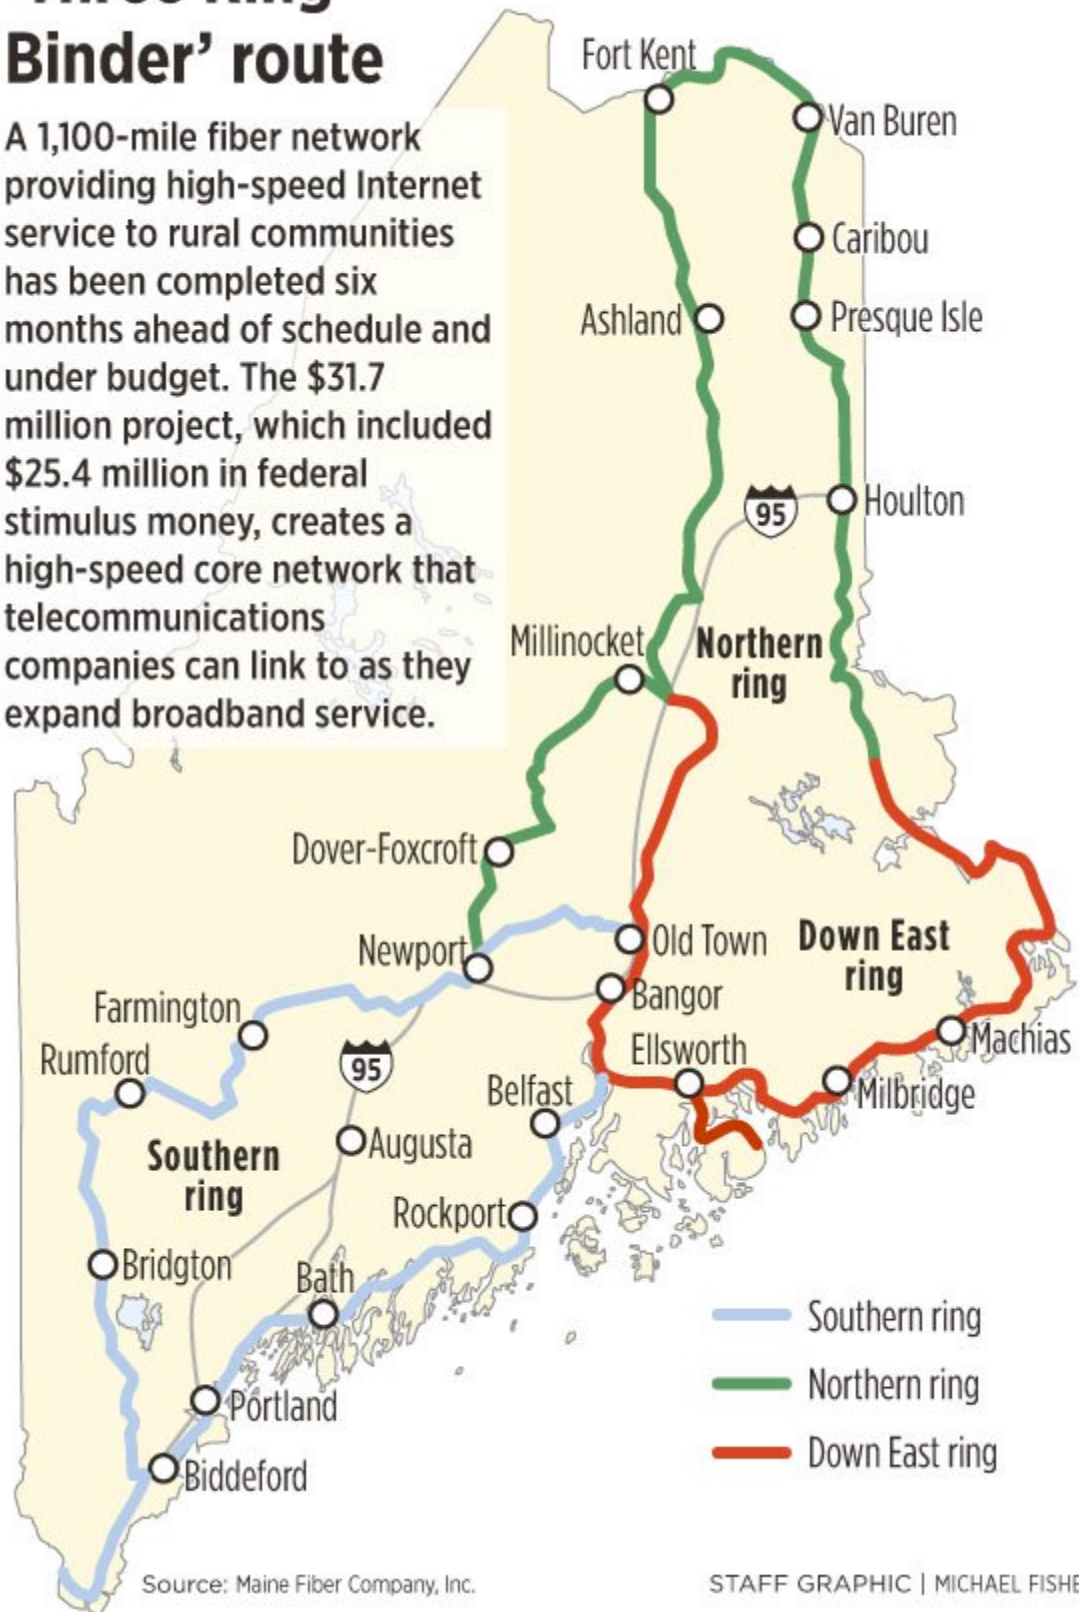 Binder’ route
A 1,100-mile fiber network
providing high-speed Internet
service to rural communities
has been completed six
months ahead of schedule and
under budget. The $31.7
million project, which included
$25.4 million in federal
stimulus money, creates a
high-speed core network that
telecommunications
companies can link to as they
expand broadband service.
Fort Kent
Van Buren
Caribou
Ashland
Presque Isle
95
Houlton
Millinocket
Northern
ring
Dover-Foxcroft
Newport
Old Town
Down East
ring
Bangor
Farmington
Rumford
95
Ellsworth
Machias
Belfast
Milbridge
Augusta
Southern
ring
Rockport
Bridgton
Bath
Southern ring
Northern ring
Portland
Down East ring
Biddeford
Source: Maine Fiber Company, Inc.
STAFF GRAPHIC | MICHAEL FISHE